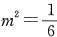 m² = 1/6